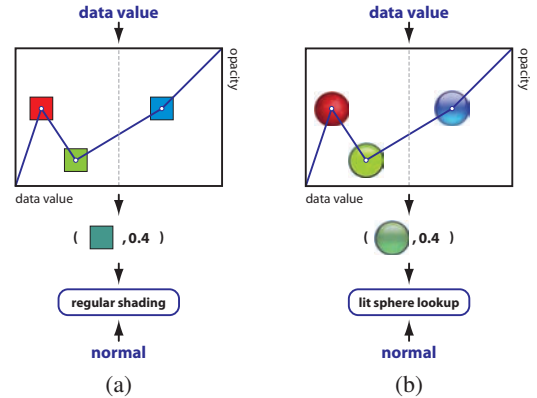 data value
opacity
data value
( , 0.4 )
regular shading
normal
(a)
data value
opacity
data value
( , 0.4 )
lit sphere lookup
normal
(b)